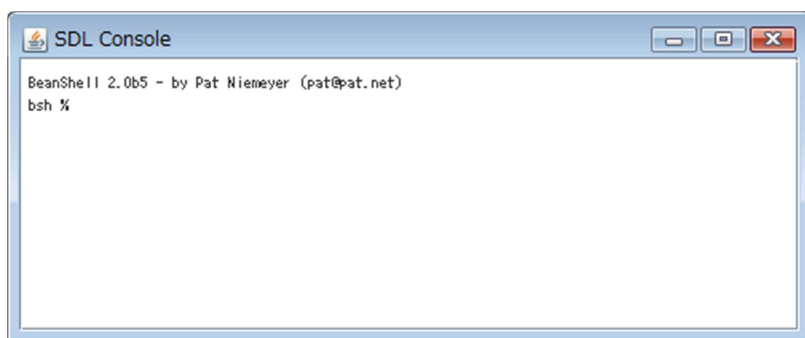 SDL Console
BeanShell 2.0b5 - by Pat Niemeyer (pat@pat.net)
bsh %